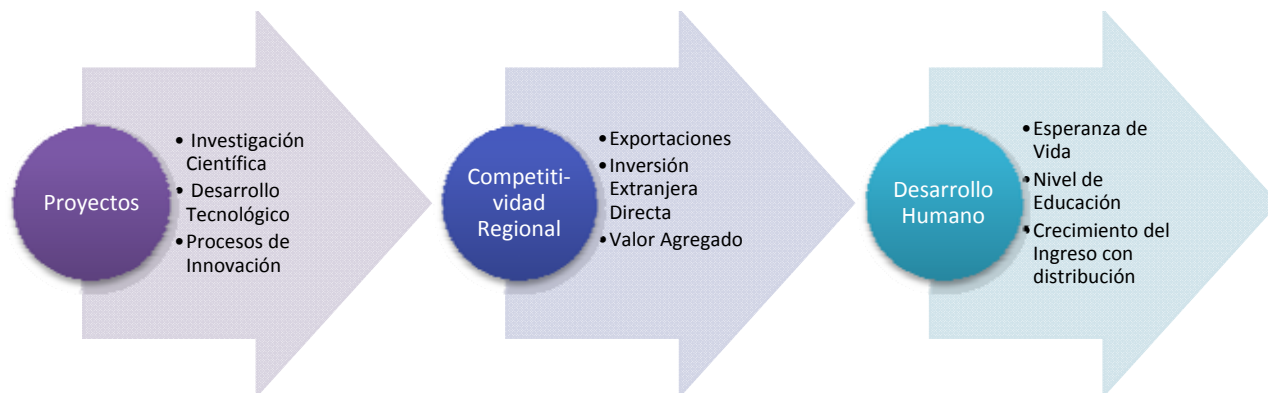 Proyectos
• Investigación
Científica
• Desarrollo
Tecnológico
•Procesos de
Innovación
Competiti-
vidad
Regional
•Exportaciones
•Inversión
Extranjera
Directa
•Valor Agregado
Desarrollo
Humano
•Esperanza de
Vida
•Nivel de
Educación
•Crecimiento del
Ingreso con
distribución